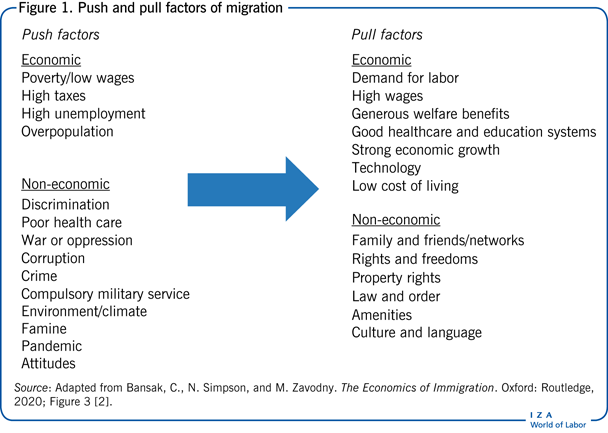 Figure 1. Push and pull factors of migration
Push factors
Economic
Poverty/low wages
High taxes
High unemployment
Overpopulation
Non-economic
Discrimination
Poor health care
War or oppression
Corruption
Crime
Compulsory military service
Environment/climate
Famine
Pandemic
Attitudes
Pull factors
Economic
Demand for labor
High wages
Generous welfare benefits
Good healthcare and education systems
Strong economic growth
Technology
Low cost of living
Non-economic
Family and friends/networks
Rights and freedoms
Property rights
Law and order
Amenities
Culture and language
Source: Adapted from Bansak, C., N. Simpson, and M. Zavodny. The Economics of Immigration. Oxford: Routledge,
2020; Figure 3 [2].
I Z A
World of Labor